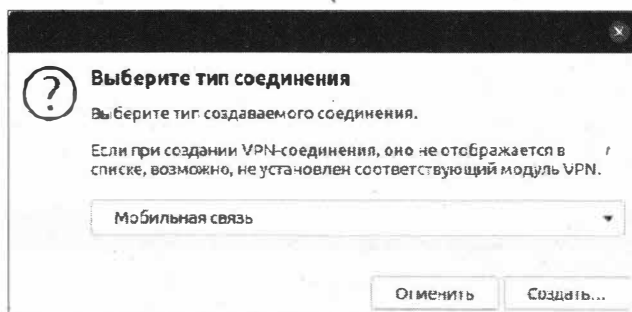 Выберите тип соединения
Выберите тип создаваемого соединения.
Если при создании VPN-соединения, оно не отображается в
списке, возможно, не установлен соответствующий модуль VPN.
Мобильная связь
Отменить
Создать...